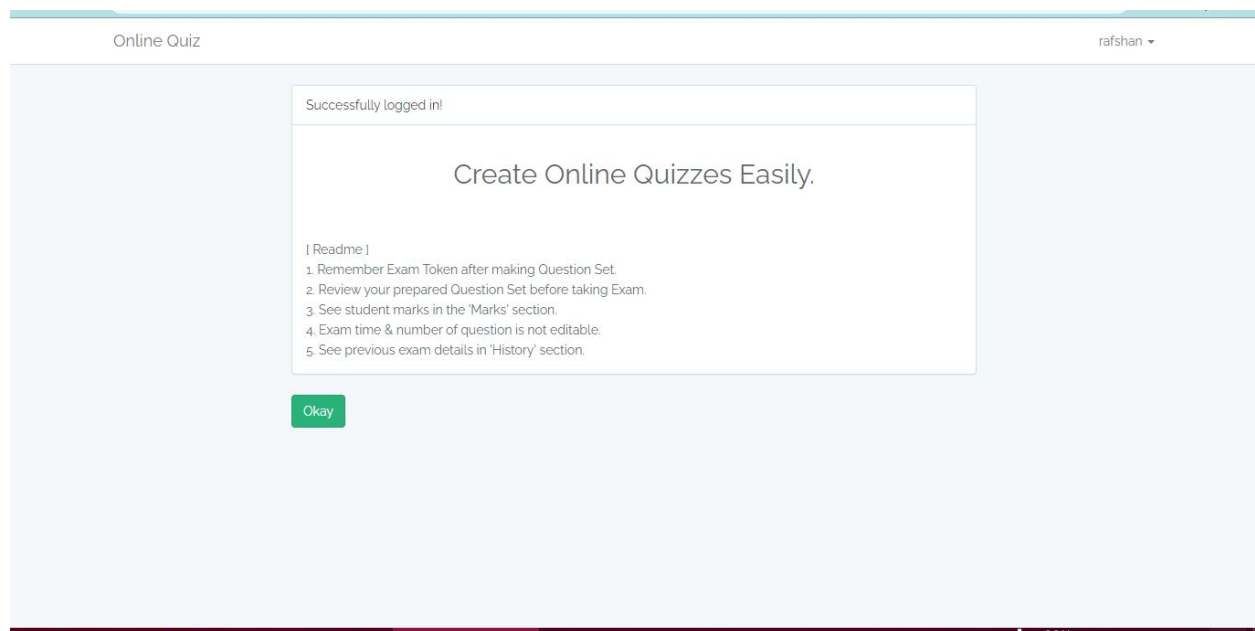 Online Quiz
rafshan
Successfully logged in!
Create Online Quizzes Easily.
[ Readme ]
1. Remember Exam Token after making Question Set.
2. Review your prepared Question Set before taking Exam.
3. See student marks in the 'Marks' section.
4. Exam time & number of question is not editable.
5. See previous exam details in 'History' section.
Okay